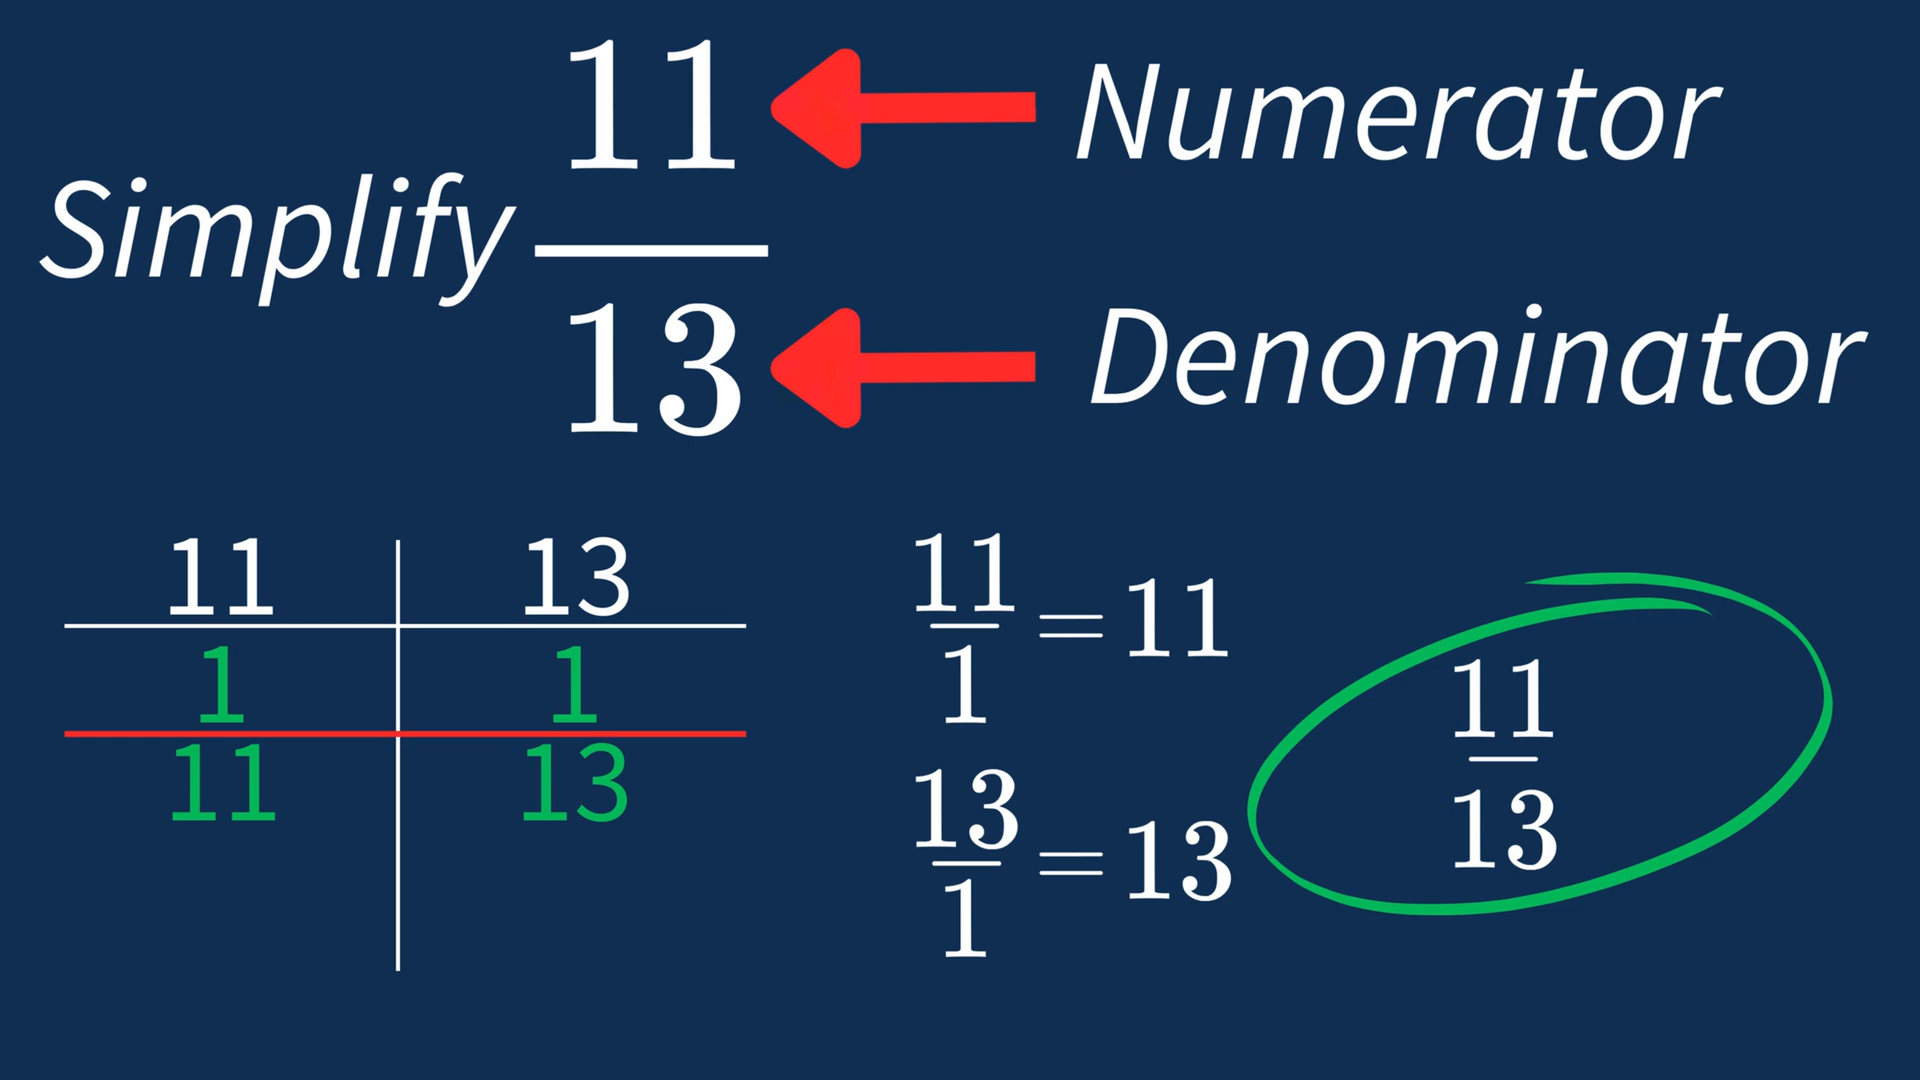 Simplify 11/13
Numerator
Denominator
11 13
1 1
11 13
11/1 = 11
13/1 = 13
11/13